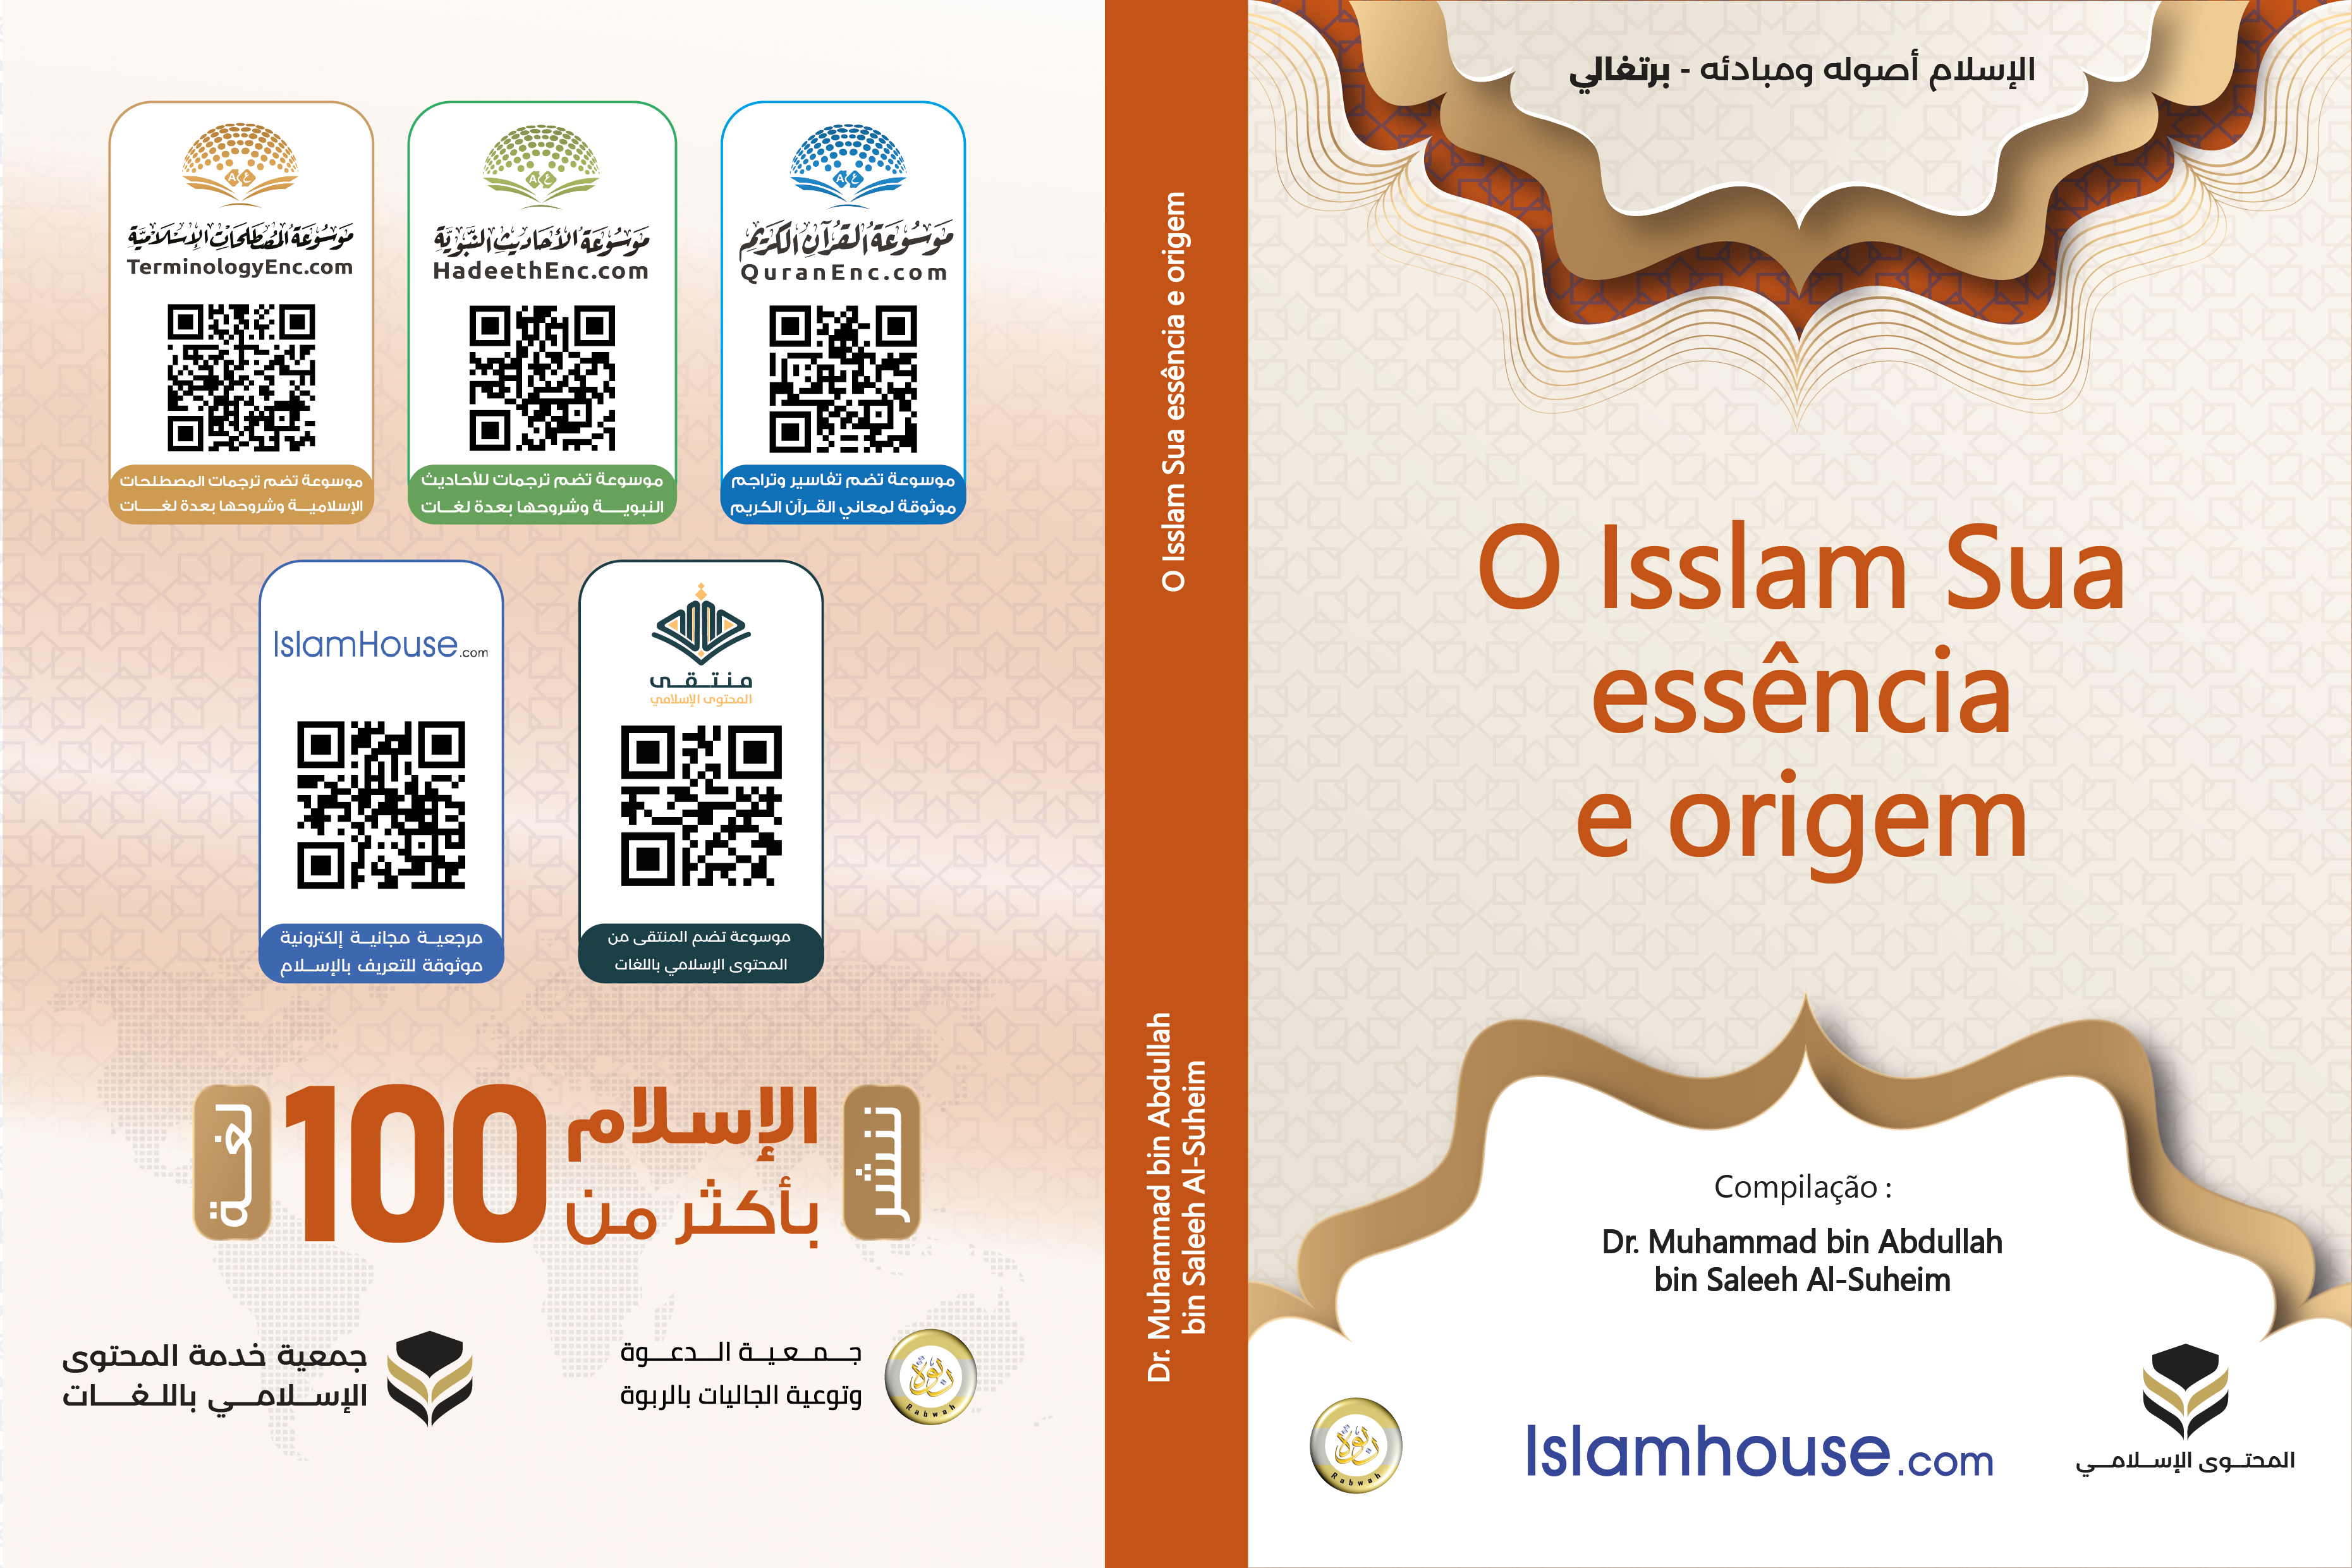 الإسلام أصوله ومبادئه - برتغالي
O Isslam Sua
essência
e origem
Compilação :
Dr. Muhammad bin Abdullah
bin Saleeh Al-Suheim
Rabwah
Islamhouse.com
المحتوى الإسلامي
O Isslam Sua essência e origem
Dr. Muhammad bin Abdullah
bin Saleeh Al-Suheim
موسوعة القرآن الكريم
QuranEnc.com
موسوعة تضم تفاسير وتراجم
موثوقة لمعاني القرآن الكريم
موسوعة الأحاديث النبوية
HadeethEnc.com
موسوعة تضم ترجمات للأحاديث
النبوية وشروحها بعدة لغات
موسوعة المصطلحات الإسلامية
TerminologyEnc.com
موسوعة تضم ترجمات المصطلحات
الإسلامية وشروحها بعدة لغات
منتقى
المحتوى الإسلامي
موسوعة تضم المنتقى من
المحتوى الإسلامي باللغات
IslamHouse.com
مرجعية مجانية إلكترونية
موثوقة للتعريف بالإسلام
ننشر
الإسلام
بأكثر من
100
لغة
جمعية الدعوة
وتوعية الجاليات بالربوة
Rabwah
جمعية خدمة المحتوى
الإسلامي باللغات